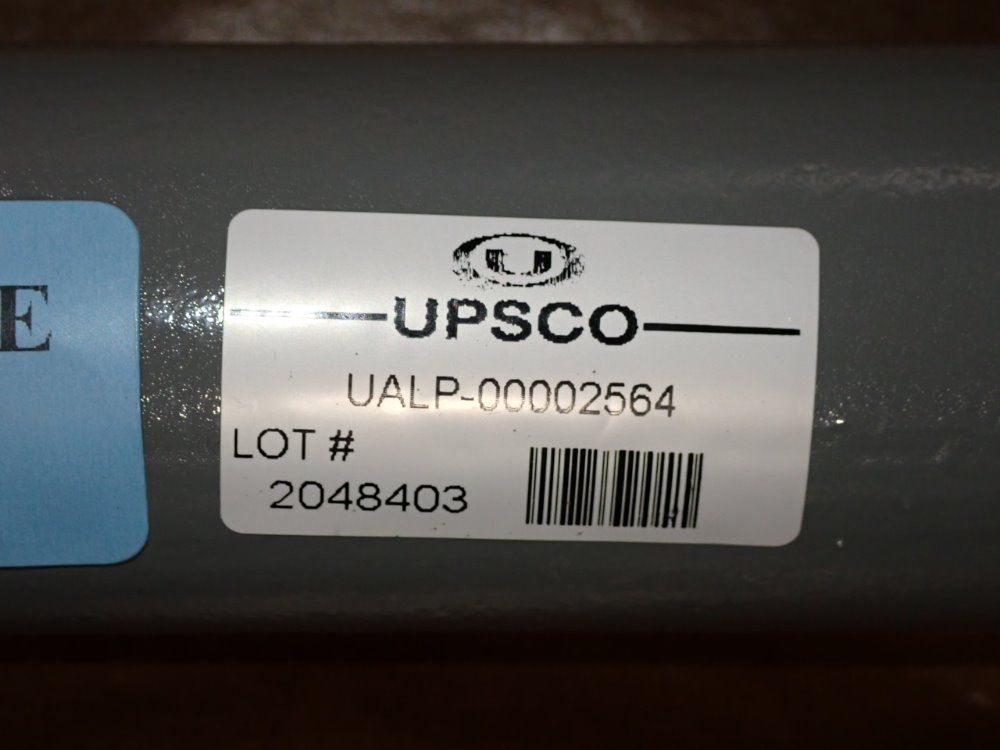 E
U
UPSCO
UALP-00002564
LOT #
2048403